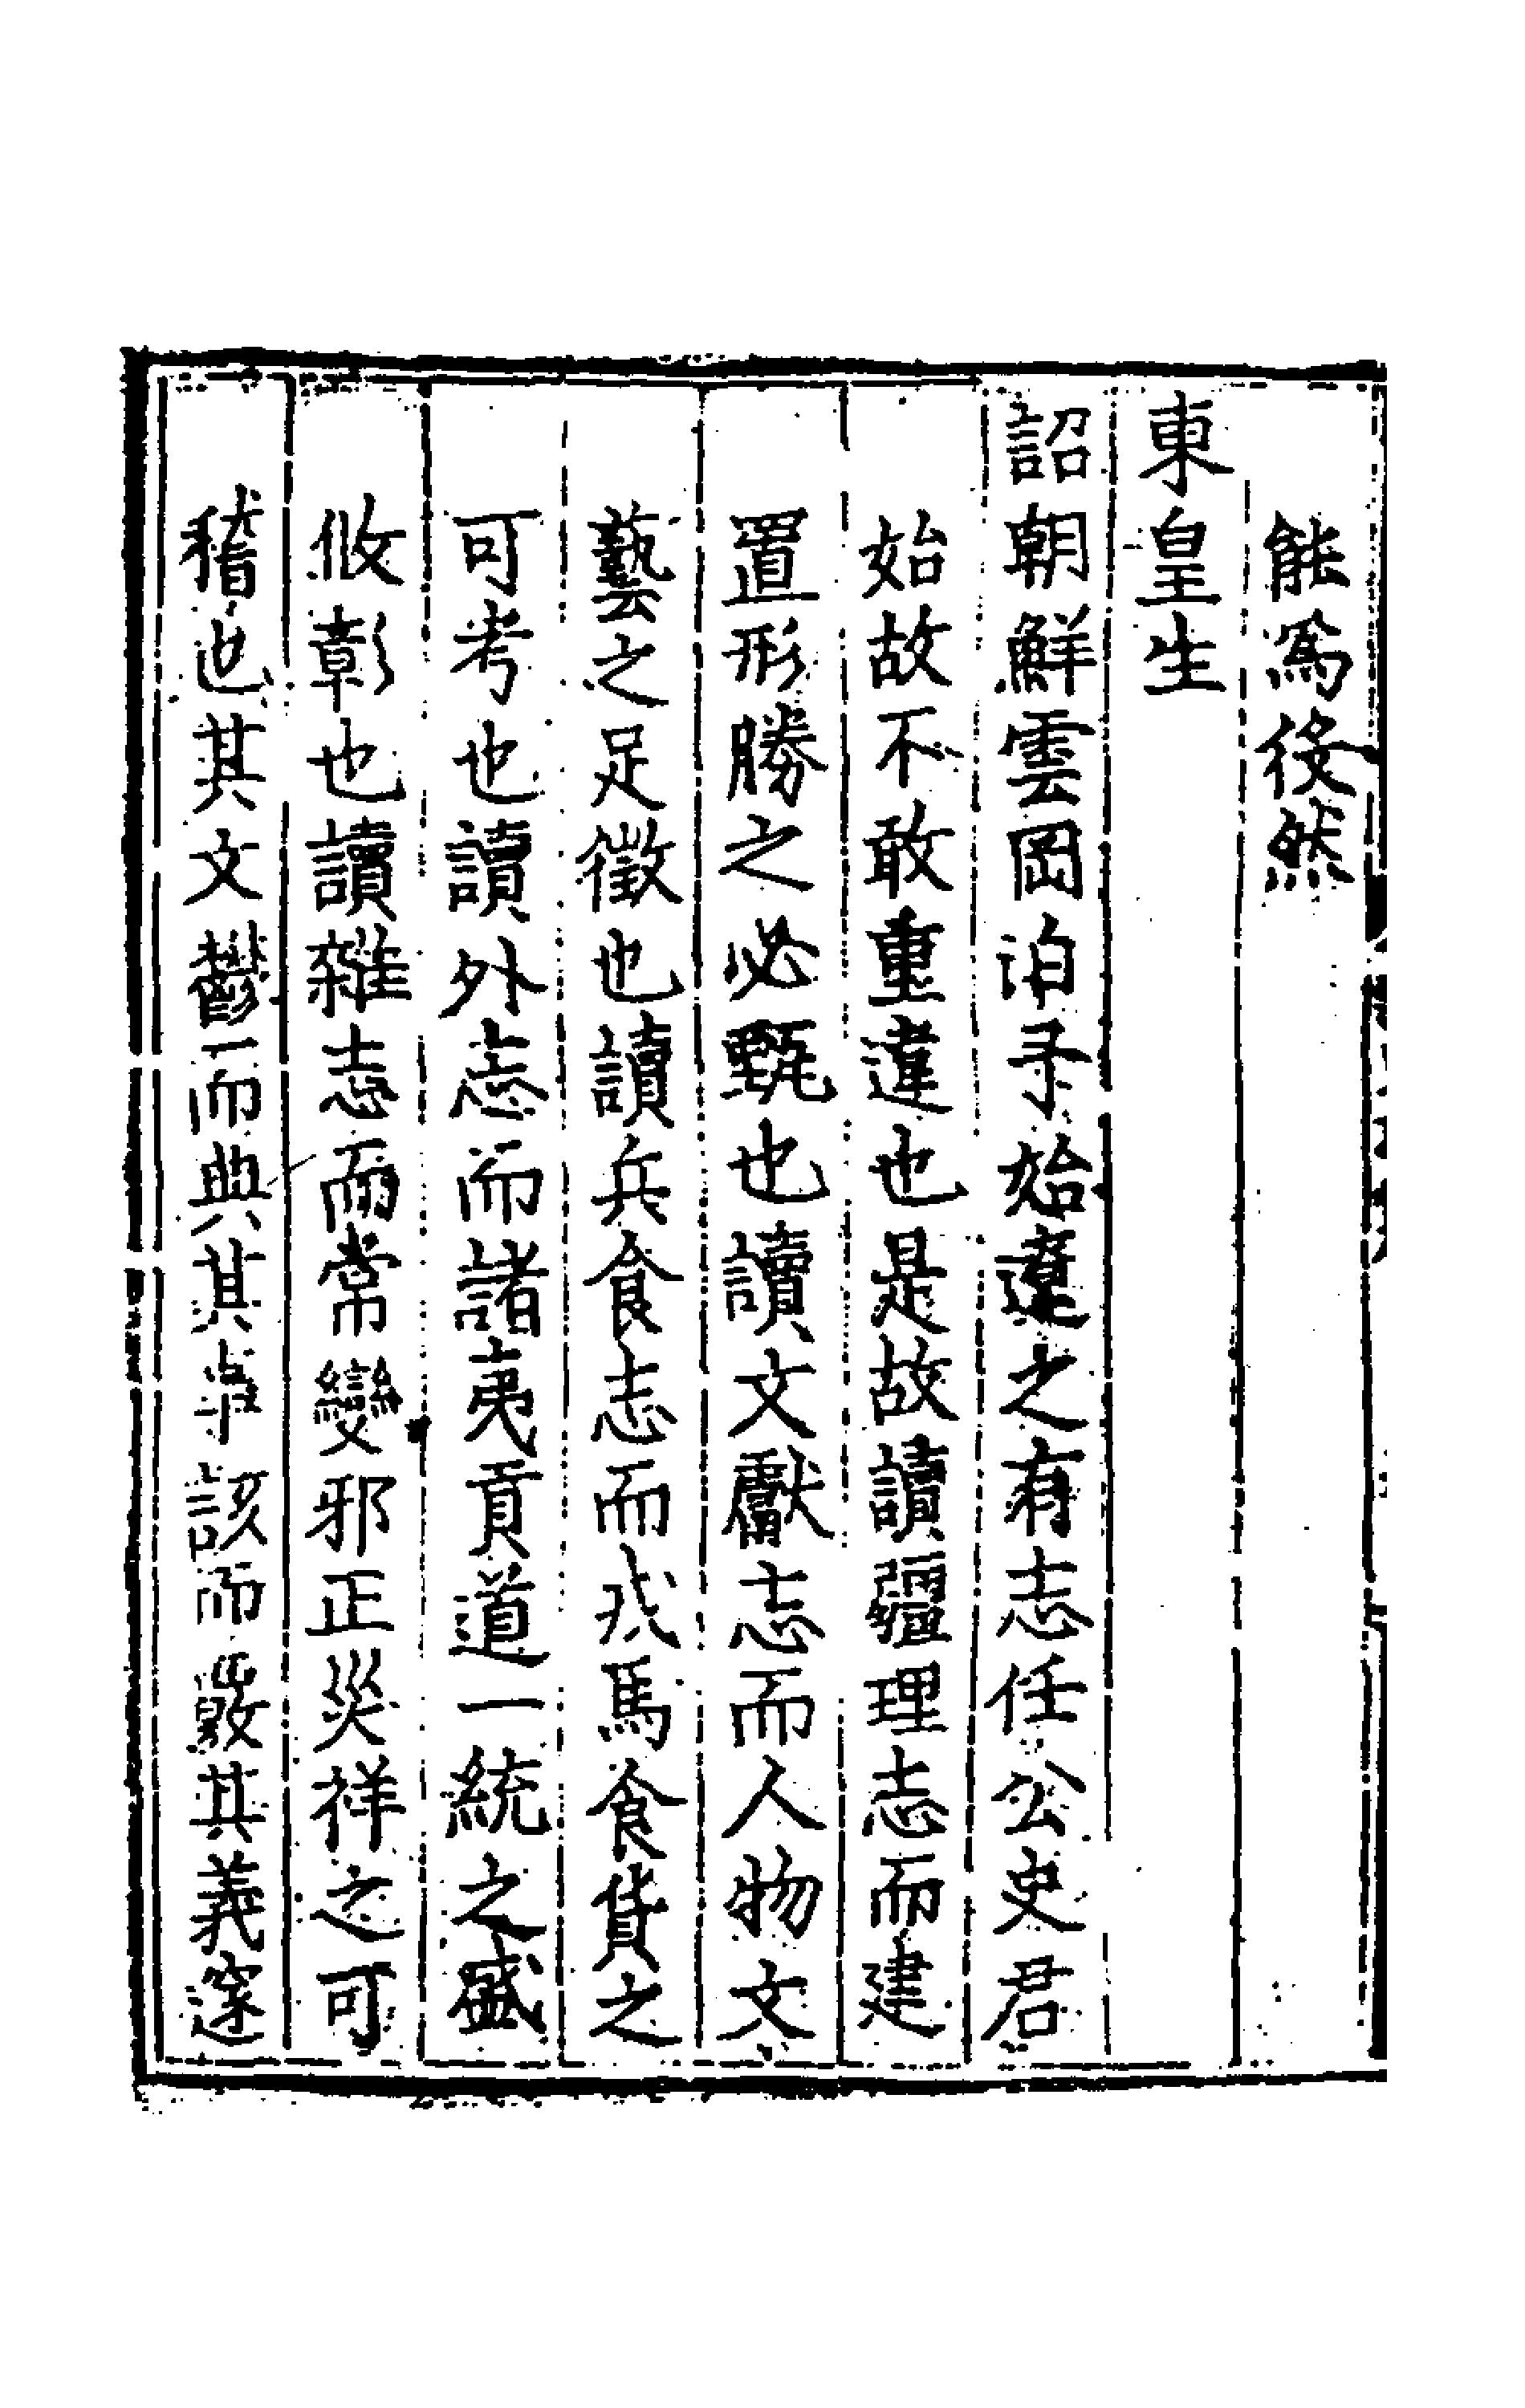 能爲後然
東皇生
詔朝鮮雲岡泊予始遼之有志任公史君
始故不敢重違也是故讀疆理志而建
置形勝之必甄也讀文獻志而人物文
藝之足徵也讀兵食志而戎馬食貨之
可考也讀外志而諸夷貢道一統之盛
攸彰也讀雜志而常變邪正災祥之可
稽也其文鬱而典其事該而嚴其義邃